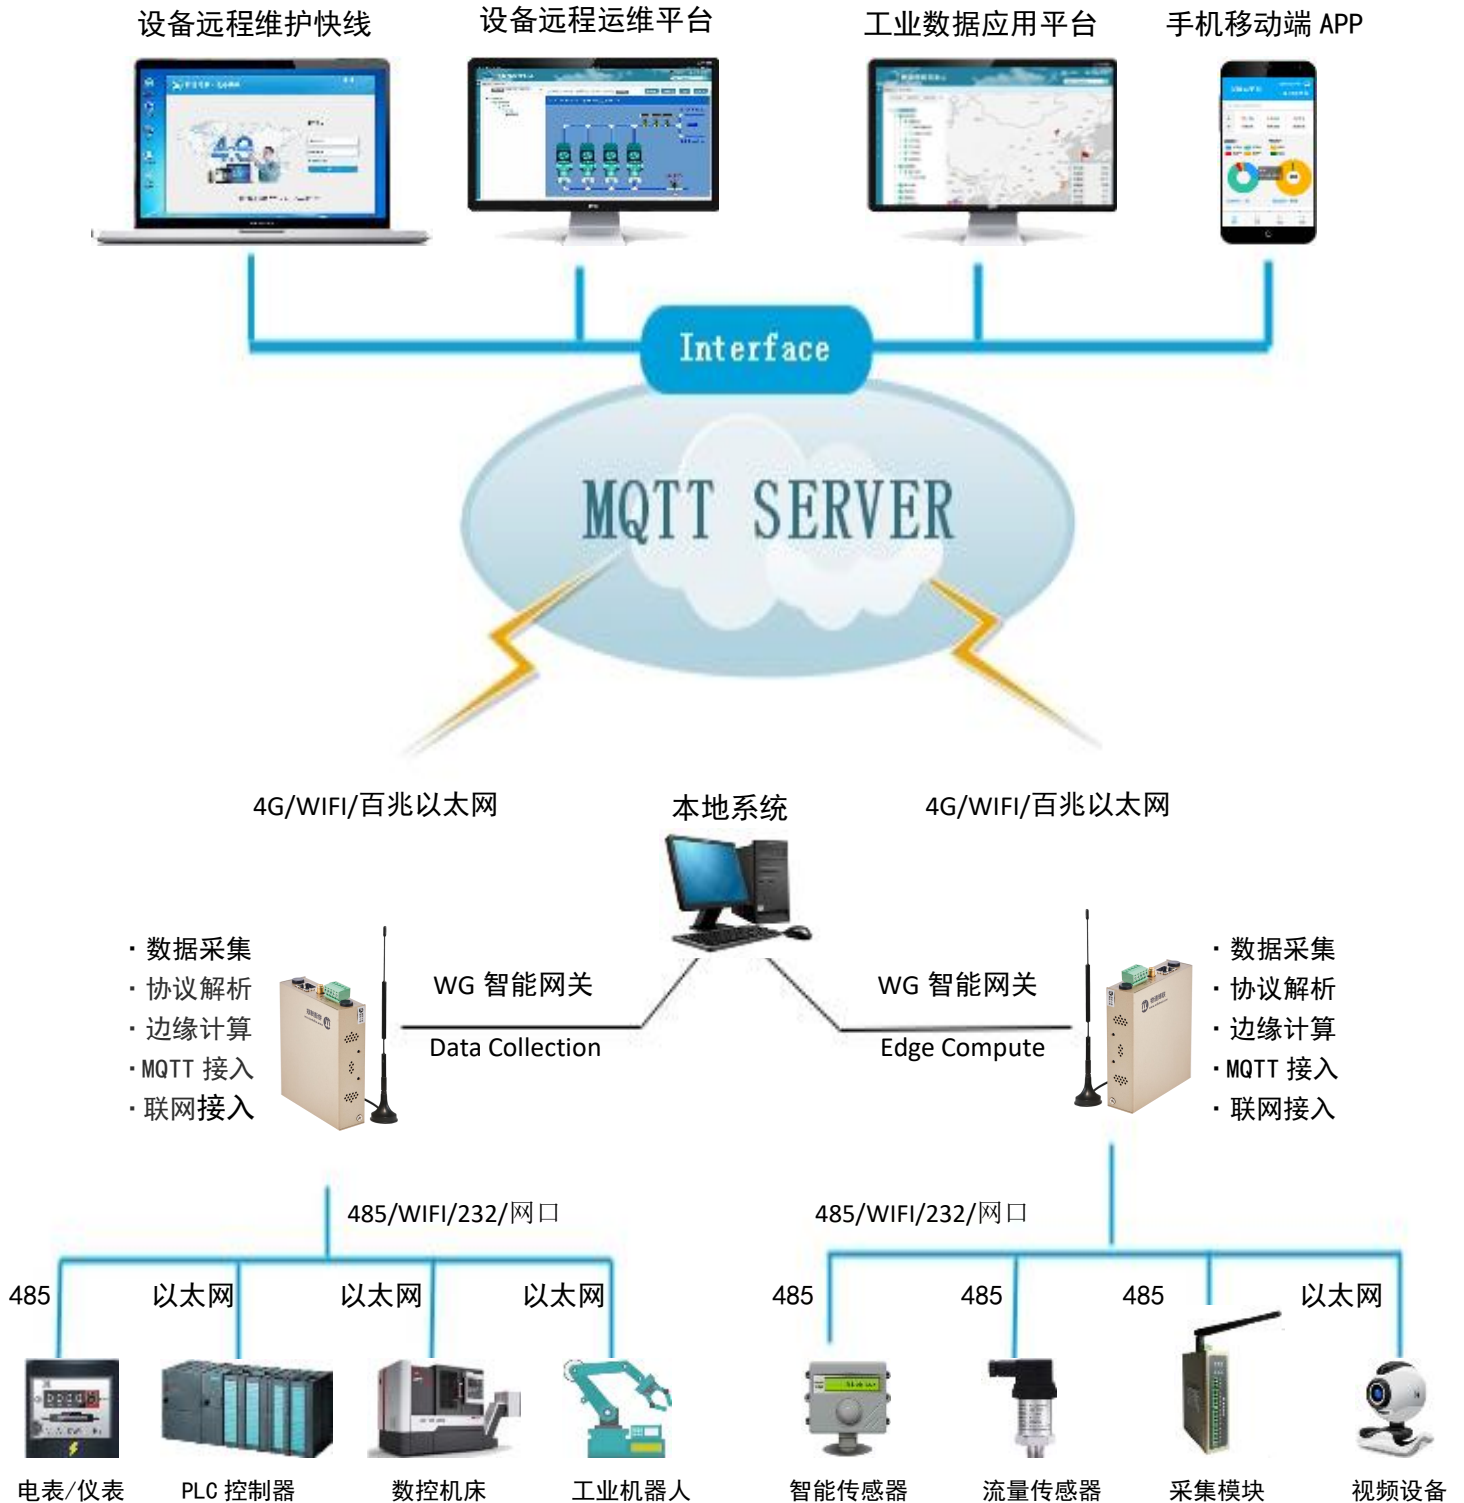 设备远程维护快线
设备远程运维平台
工业数据应用平台
手机移动端 APP
Interface
MQTT SERVER
4G/WIFI/百兆以太网
本地系统
4G/WIFI/百兆以太网
·数据采集
·协议解析
·边缘计算
·MQTT 接入
·联网接入
WG 智能网关
Data Collection
WG 智能网关
Edge Compute
·数据采集
·协议解析
·边缘计算
·MQTT 接入
·联网接入
485/WIFI/232/网口
485/WIFI/232/网口
485
以太网
以太网
以太网
485
485
485
以太网
电表/仪表
PLC 控制器
数控机床
工业机器人
智能传感器
流量传感器
采集模块
视频设备